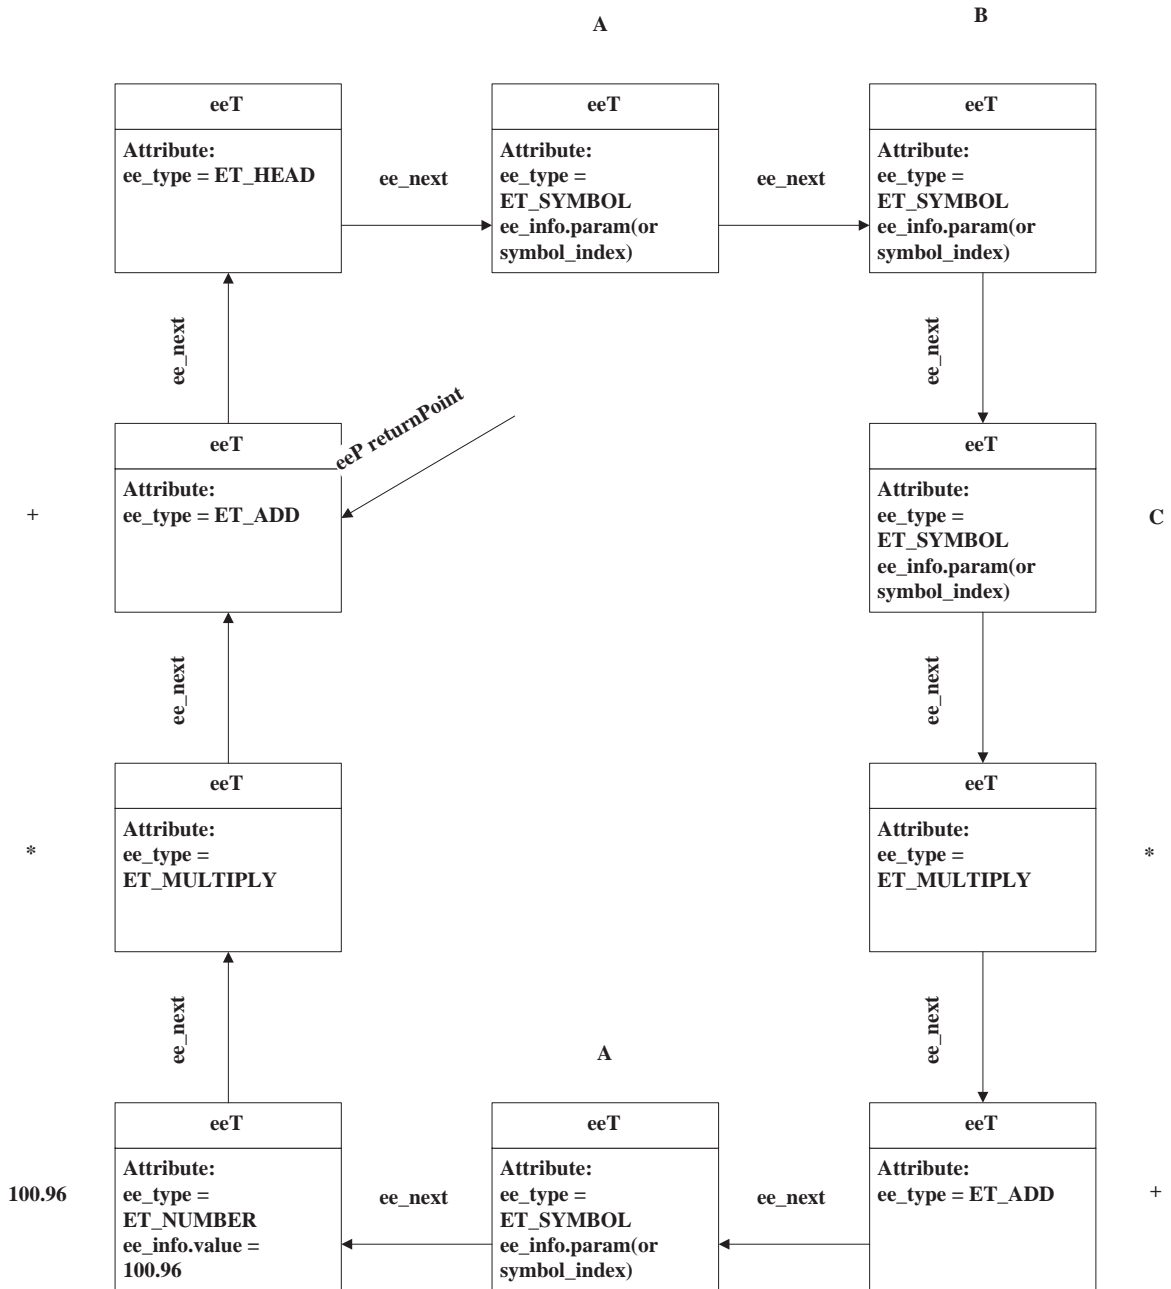 A
B
eeT
Attribute:
ee_type = ET_HEAD
ee_next
eeT
Attribute:
ee_type =
ET_SYMBOL
ee_info.param(or
symbol_index)
ee_next
eeT
Attribute:
ee_type =
ET_SYMBOL
ee_info.param(or
symbol_index)
ee_next
ee_next
eeP returnPoint
+
eeT
Attribute:
ee_type = ET_ADD
eeT
Attribute:
ee_type =
ET_SYMBOL
ee_info.param(or
symbol_index)
C
ee_next
ee_next
*
eeT
Attribute:
ee_type =
ET_MULTIPLY
eeT
Attribute:
ee_type =
ET_MULTIPLY
*
ee_next
ee_next
A
100.96
eeT
Attribute:
ee_type =
ET_NUMBER
ee_info.value =
100.96
ee_next
eeT
Attribute:
ee_type =
ET_SYMBOL
ee_info.param(or
symbol_index)
ee_next
eeT
Attribute:
ee_type = ET_ADD
+